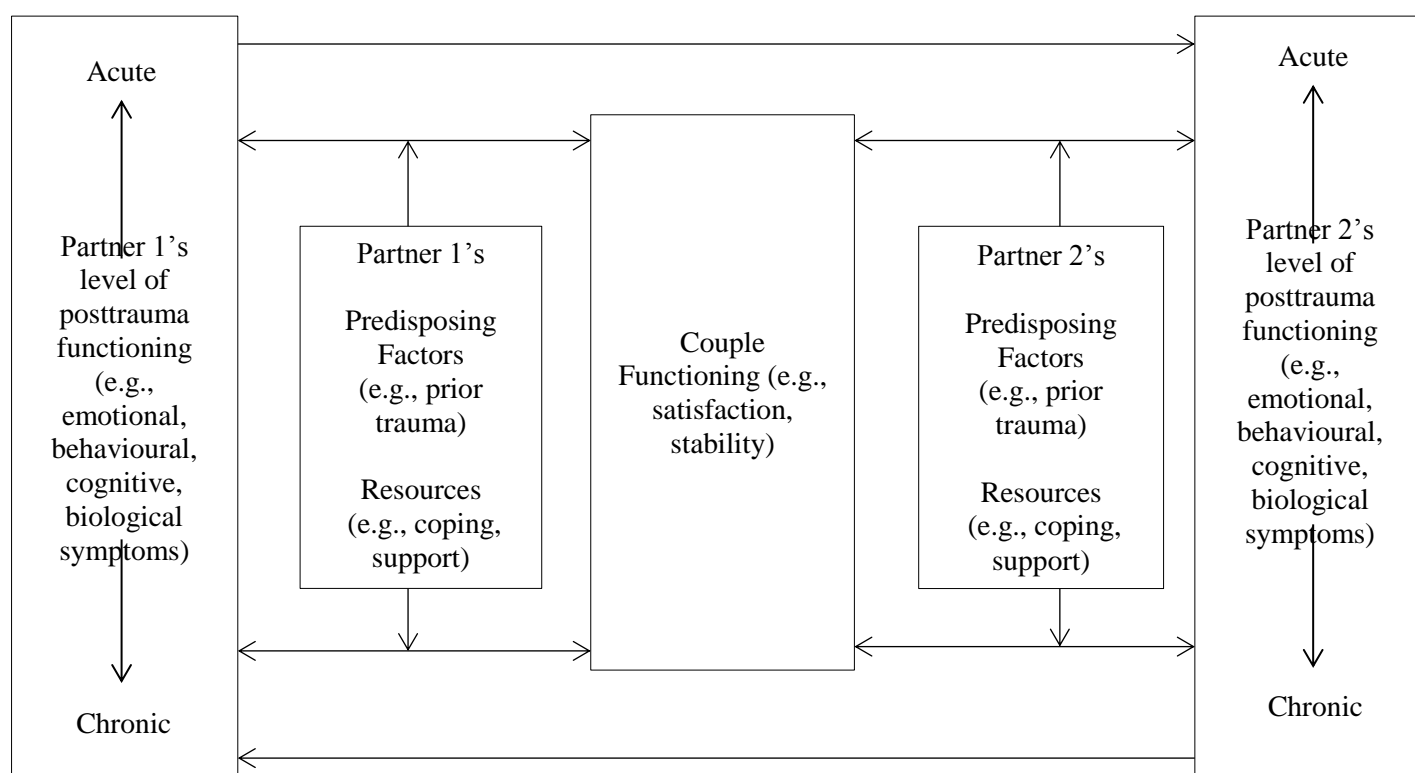 Acute
Partner 1’s
level of
posttrauma
functioning
(e.g.,
emotional,
behavioural,
cognitive,
biological
symptoms)
Chronic
Partner 1’s
Predisposing
Factors
(e.g., prior
trauma)
Resources
(e.g., coping,
support)
Couple
Functioning (e.g.,
satisfaction,
stability)
Partner 2’s
Predisposing
Factors
(e.g., prior
trauma)
Resources
(e.g., coping,
support)
Acute
Partner 2’s
level of
posttrauma
functioning
(e.g.,
emotional,
behavioural,
cognitive,
biological
symptoms)
Chronic